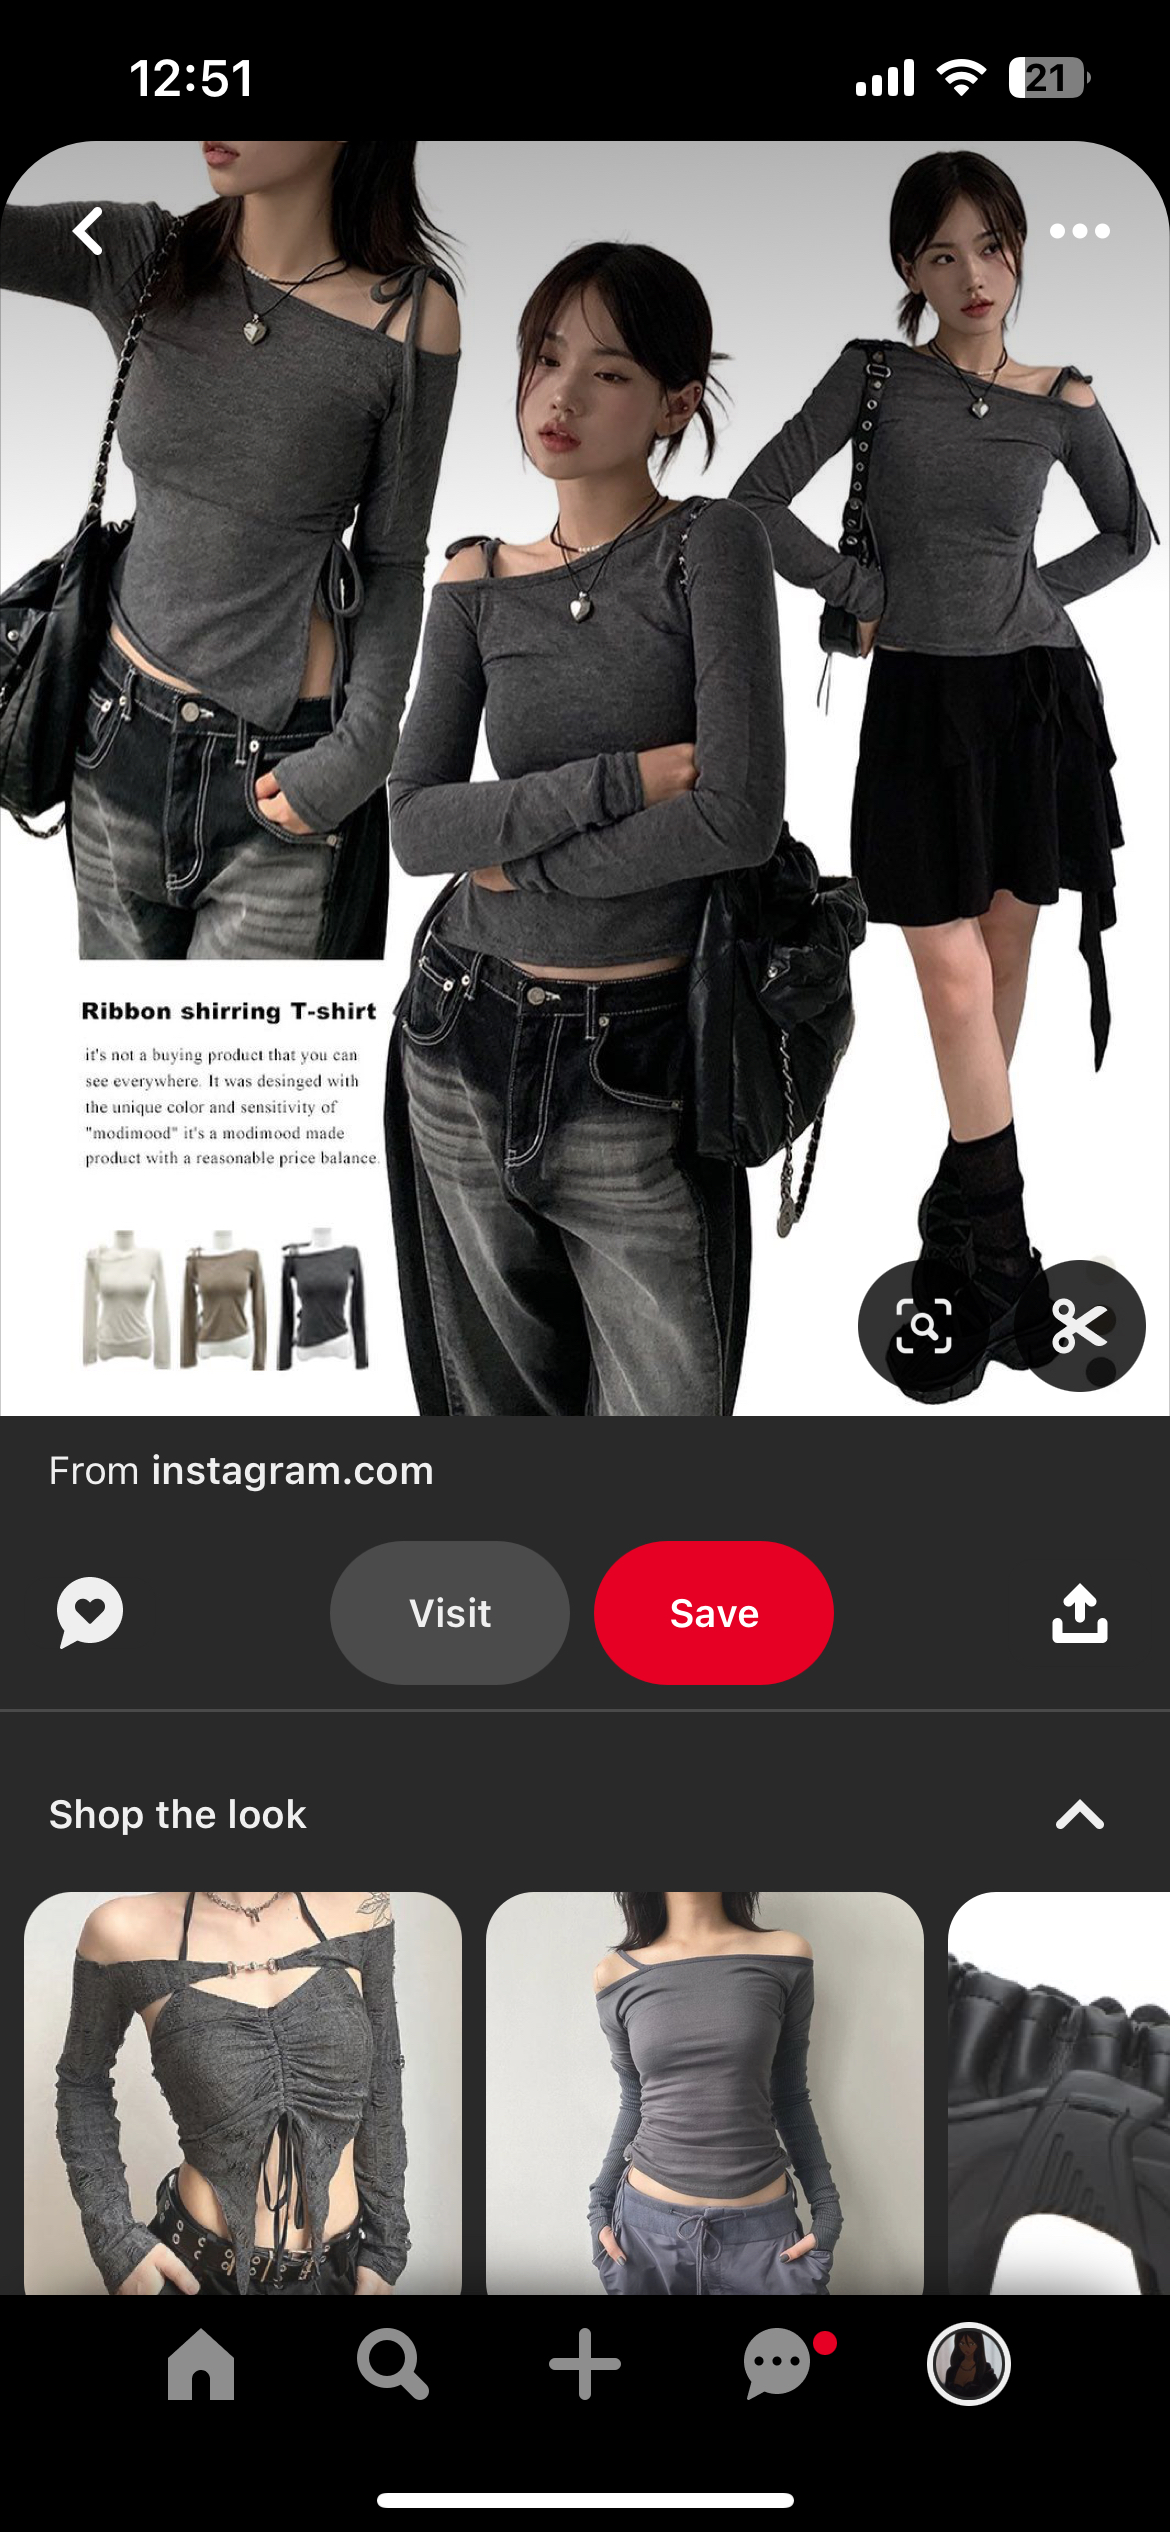 12:51
21
Ribbon shirring T-shirt
it's not a buying product that you can
see everywhere. It was desinged with
the unique color and sensitivity of
"modimood" it's a modimood made
product with a reasonable price balance.
From instagram.com
Visit
Save
Shop the look